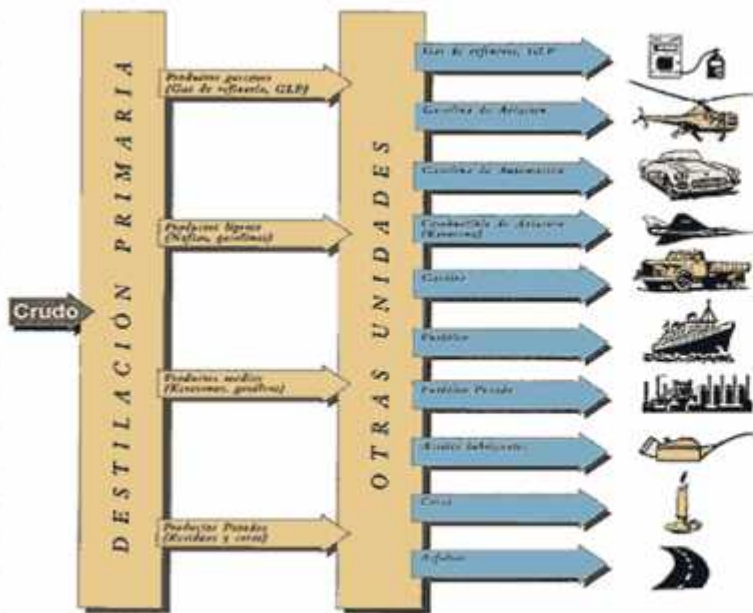 Crudo
DESTILACIÓN PRIMARIA
Productos gaseosos
(Gas de refinería, GLP)
Productos ligeros
(Naftas, gasolinas)
Productos medios
(Kerosenos, gasóleos)
Productos Pesados
(Residuos y ceras)
OTRAS UNIDADES
Gas de refinería, GLP
Gasolina de Aviación
Gasolina de Automoción
Combustible de Aviación
(Keroseno)
Gasóleo
Fuelóleo
Fuelóleo Pesado
Aceites lubricantes
Ceras
Asfaltos